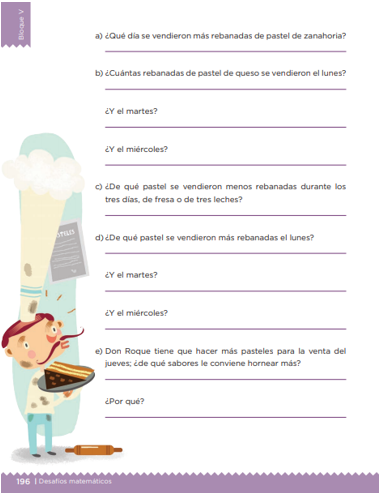 Bloque V
a) ¿Qué día se vendieron más rebanadas de pastel de zanahoria?
b) ¿Cuántas rebanadas de pastel de queso se vendieron el lunes?
¿Y el martes?
¿Y el miércoles?
c) ¿De qué pastel se vendieron menos rebanadas durante los
tres días, de fresa o de tres leches?
d) ¿De qué pastel se vendieron más rebanadas el lunes?
¿Y el martes?
¿Y el miércoles?
e) Don Roque tiene que hacer más pasteles para la venta del
jueves; ¿de qué sabores le conviene hornear más?
¿Por qué?
196 | Desafíos matemáticos